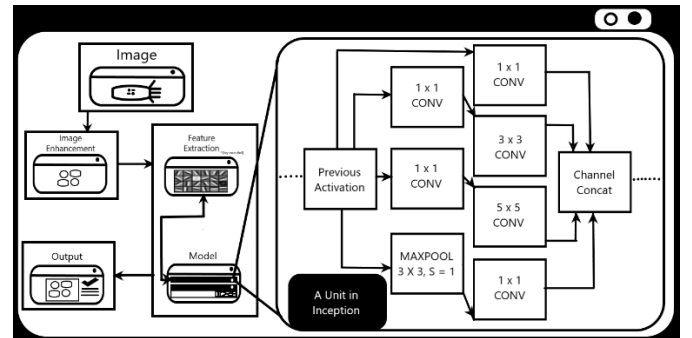 Image
Image
Enhancement
Feature
Extraction
Output
Model
Previous
Activation
1 x 1
CONV
1 x 1
CONV
MAXPOOL
3 X 3, S = 1
1 x 1
CONV
3 x 3
CONV
5 x 5
CONV
1 x 1
CONV
Channel
Concat
A Unit in
Inception